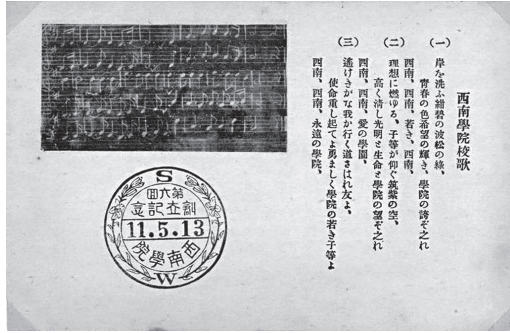 西南學院校歌
(一)
岸を洗ふ紺碧の波松の綠、
青春の色希望の輝き、學院の誇ぞ之れ
西南、西南、若き、西南、
(二)
理想に燃ゆる、子等が仰ぐ筑紫の空、
高く清し光明と生命と學院の望ぞ之れ
西南、西南、愛の學園、
(三)
遙けきかな我か行く道さはれ友よ、
使命重し起てよ勇ましく學院の若き子等よ
西南、西南、永遠の學院、
S
第六回
創立記念
11.5.13
西南學院
W